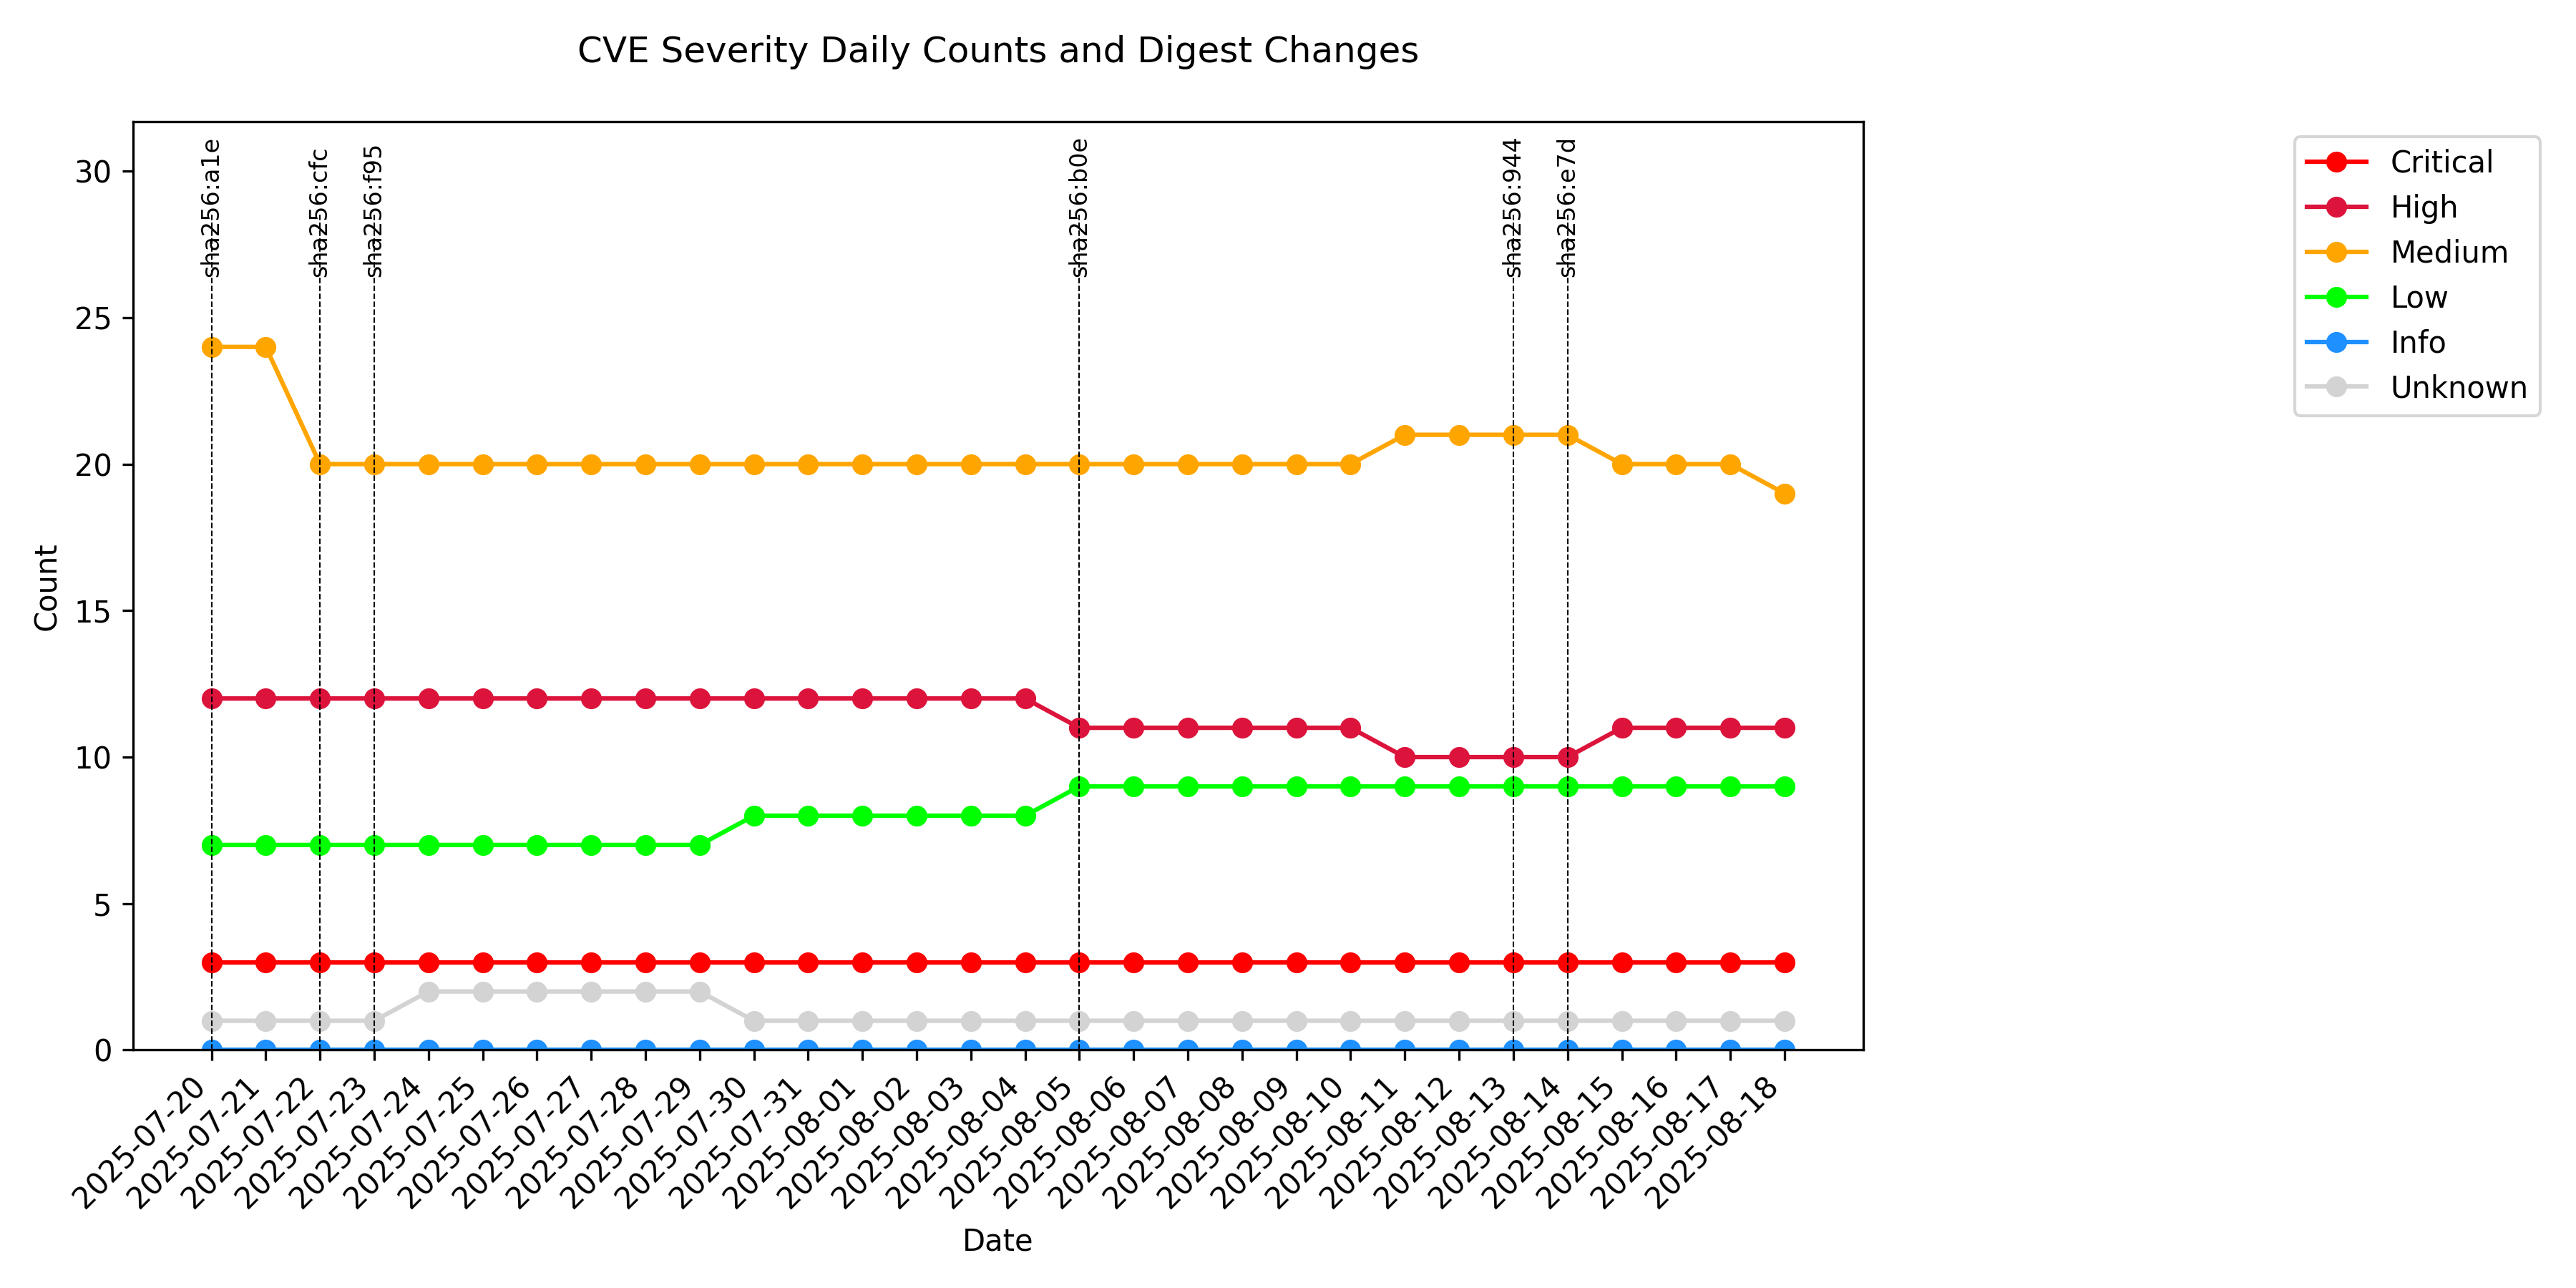 CVE Severity Daily Counts and Digest Changes
sha256:a1e
sha256:cfc
sha256:f95
sha256:b0e
sha256:944
sha256:e7d
Critical
High
Medium
Low
Info
Unknown
Count
30
25
20
15
10
5
0
2025-07-20
2025-07-21
2025-07-22
2025-07-23
2025-07-24
2025-07-25
2025-07-26
2025-07-27
2025-07-28
2025-07-29
2025-07-30
2025-07-31
2025-08-01
2025-08-02
2025-08-03
2025-08-04
2025-08-05
2025-08-06
2025-08-07
2025-08-08
2025-08-09
2025-08-10
2025-08-11
2025-08-12
2025-08-13
2025-08-14
2025-08-15
2025-08-16
2025-08-17
2025-08-18
Date